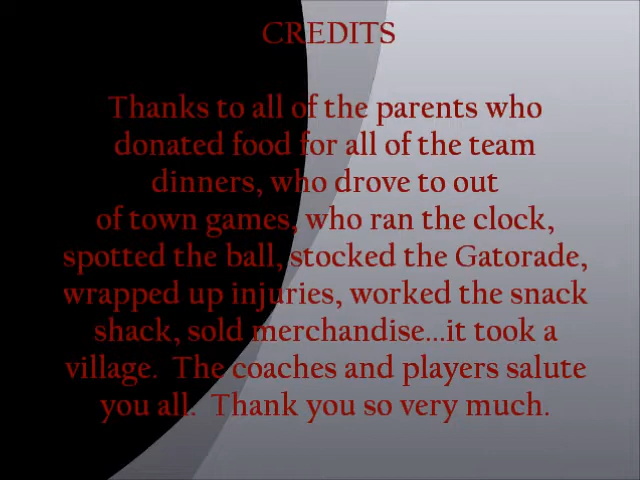 CREDITS
Thanks to all of the parents who
donated food for all of the team
dinners, who drove to out
of town games, who ran the clock,
spotted the ball, stocked the Gatorade,
wrapped up injuries, worked the snack
shack, sold merchandise...it took a
village.  The coaches and players salute
you all.  Thank you so very much.